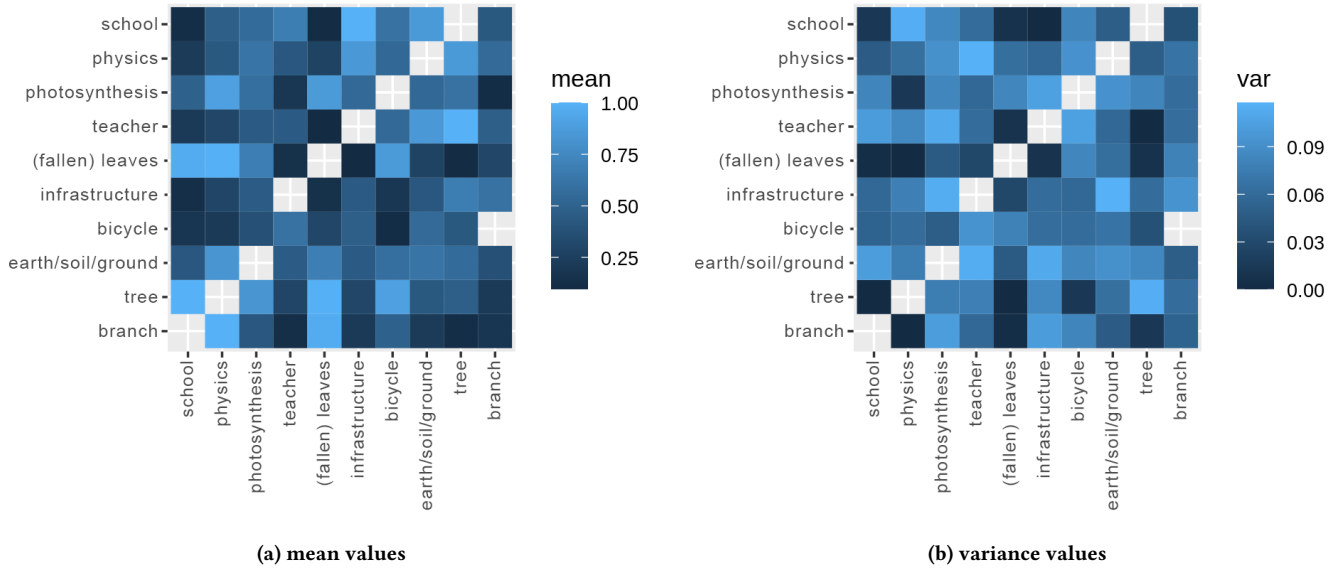 school
physics
photosynthesis
teacher
(fallen) leaves
infrastructure
bicycle
earth/soil/ground
tree
branch
school
physics
photosynthesis
teacher
(fallen) leaves
infrastructure
bicycle
earth/soil/ground
tree
branch
mean
1.00
0.75
0.50
0.25
(a) mean values
school
physics
photosynthesis
teacher
(fallen) leaves
infrastructure
bicycle
earth/soil/ground
tree
branch
school
physics
photosynthesis
teacher
(fallen) leaves
infrastructure
bicycle
earth/soil/ground
tree
branch
var
0.09
0.06
0.03
0.00
(b) variance values